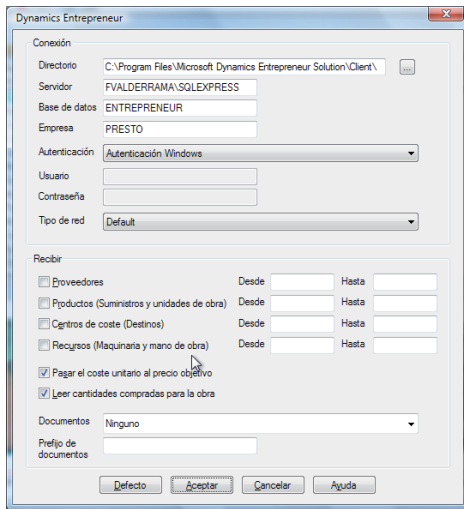 Dynamics Entrepreneur
Conexión
Directorio C:\Program Files\Microsoft Dynamics Entrepreneur Solution\Client\ ...
Servidor FVALDERRAMA\SQLEXPRESS
Base de datos ENTREPRENEUR
Empresa PRESTO
Autenticación Autenticación Windows
Usuario
Contraseña
Tipo de red Default
Recibir
Proveedores Desde Hasta
Productos (Suministros y unidades de obra) Desde Hasta
Centros de coste (Destinos) Desde Hasta
Recursos (Maquinaria y mano de obra) Desde Hasta
Pasar el coste unitario al precio objetivo
Leer cantidades compradas para la obra
Documentos Ninguno
Prefijo de
documentos
Defecto Aceptar Cancelar Ayuda